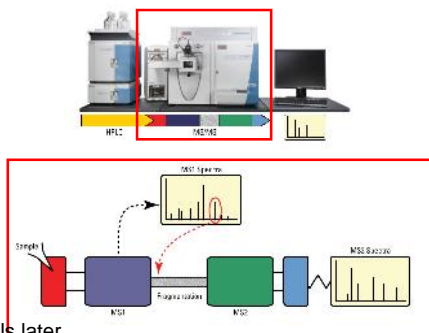 HPLC
MS/MS
MS1 Spectra
Sample
MS2 Spectra
Fragmentation
MS1
MS2
ls later